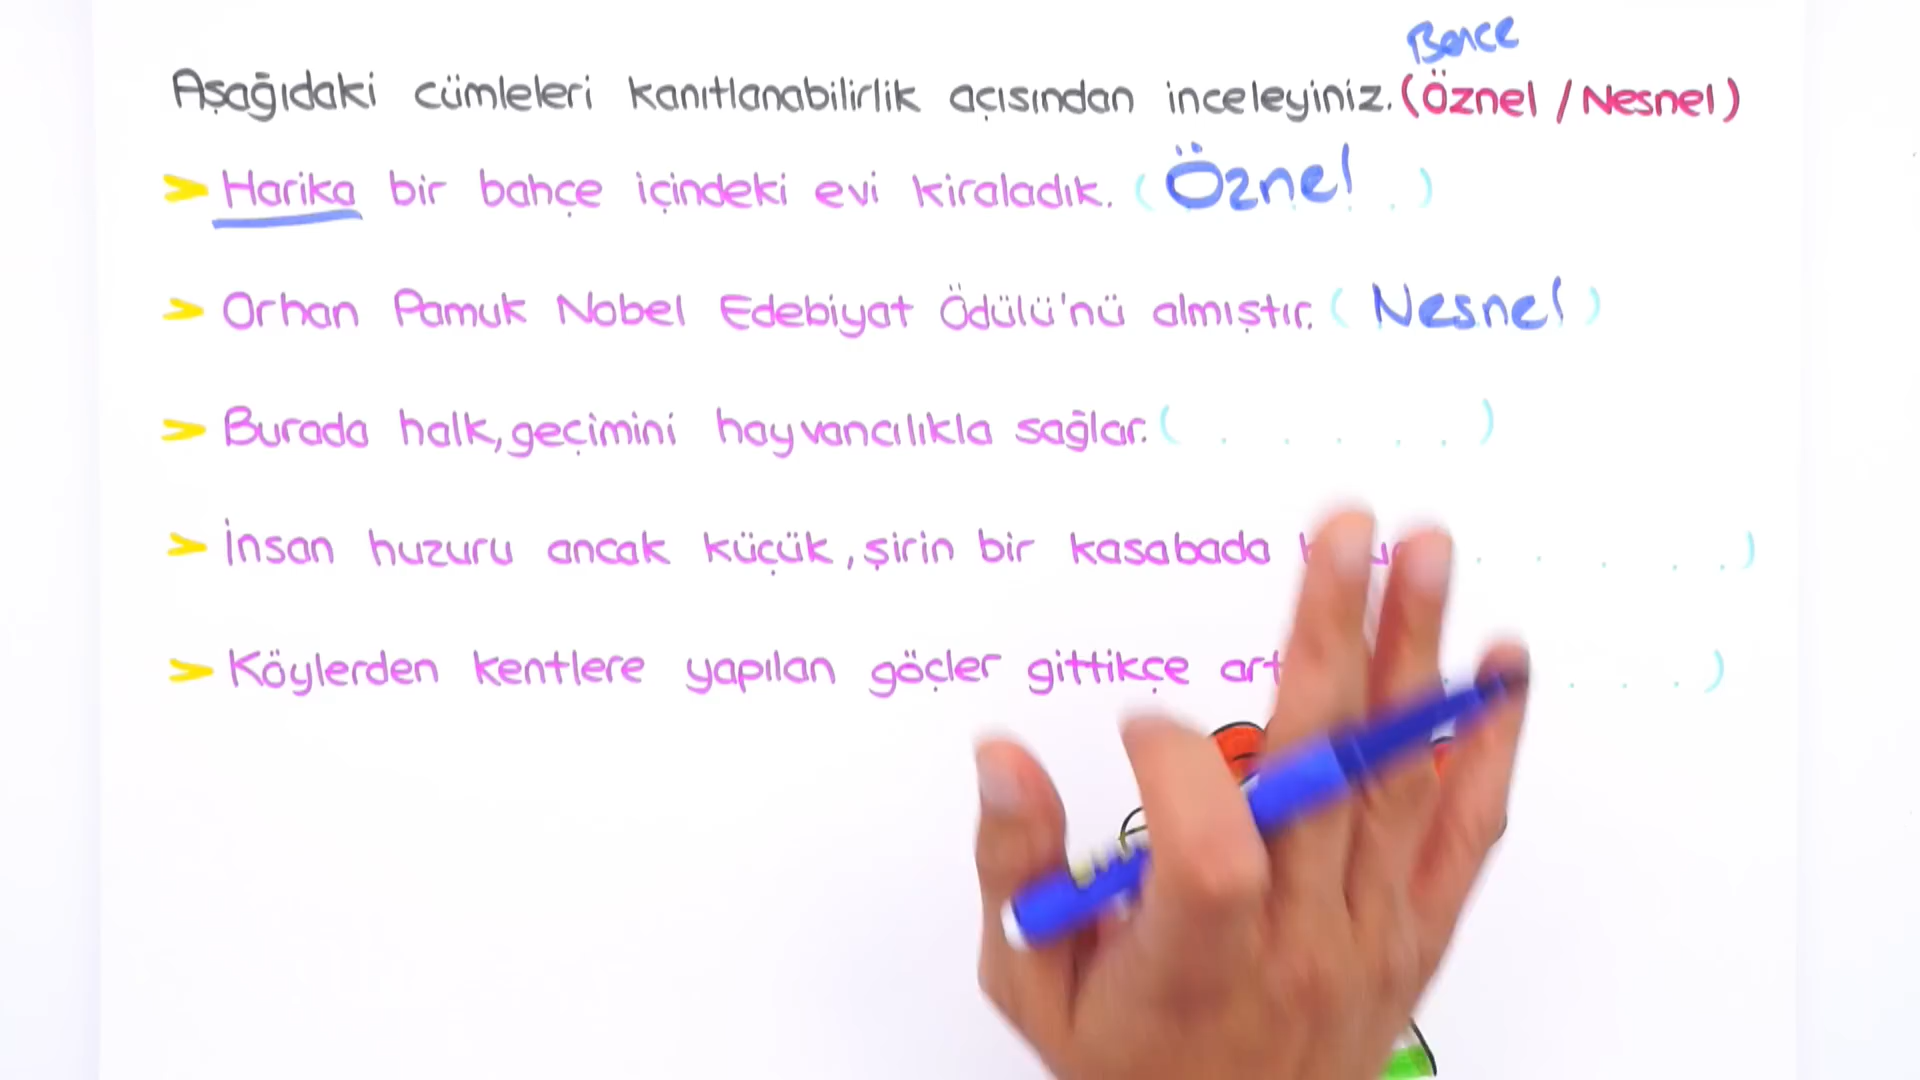 Bence
Aşağıdaki cümleleri kanıtlanabilirlik açısından inceleyiniz. (Öznel / Nesnel)
> Harika bir bahçe içindeki evi kiraladık. (Öznel . )
> Orhan Pamuk Nobel Edebiyat Ödülü'nü almıştır. (Nesnel)
> Burada halk, geçimini hayvancılıkla sağlar. ( . . . . . )
> İnsan huzuru ancak küçük, şirin bir kasabada . . . . . )
> Köylerden kentlere yapılan göçler gittikçe . . . . )